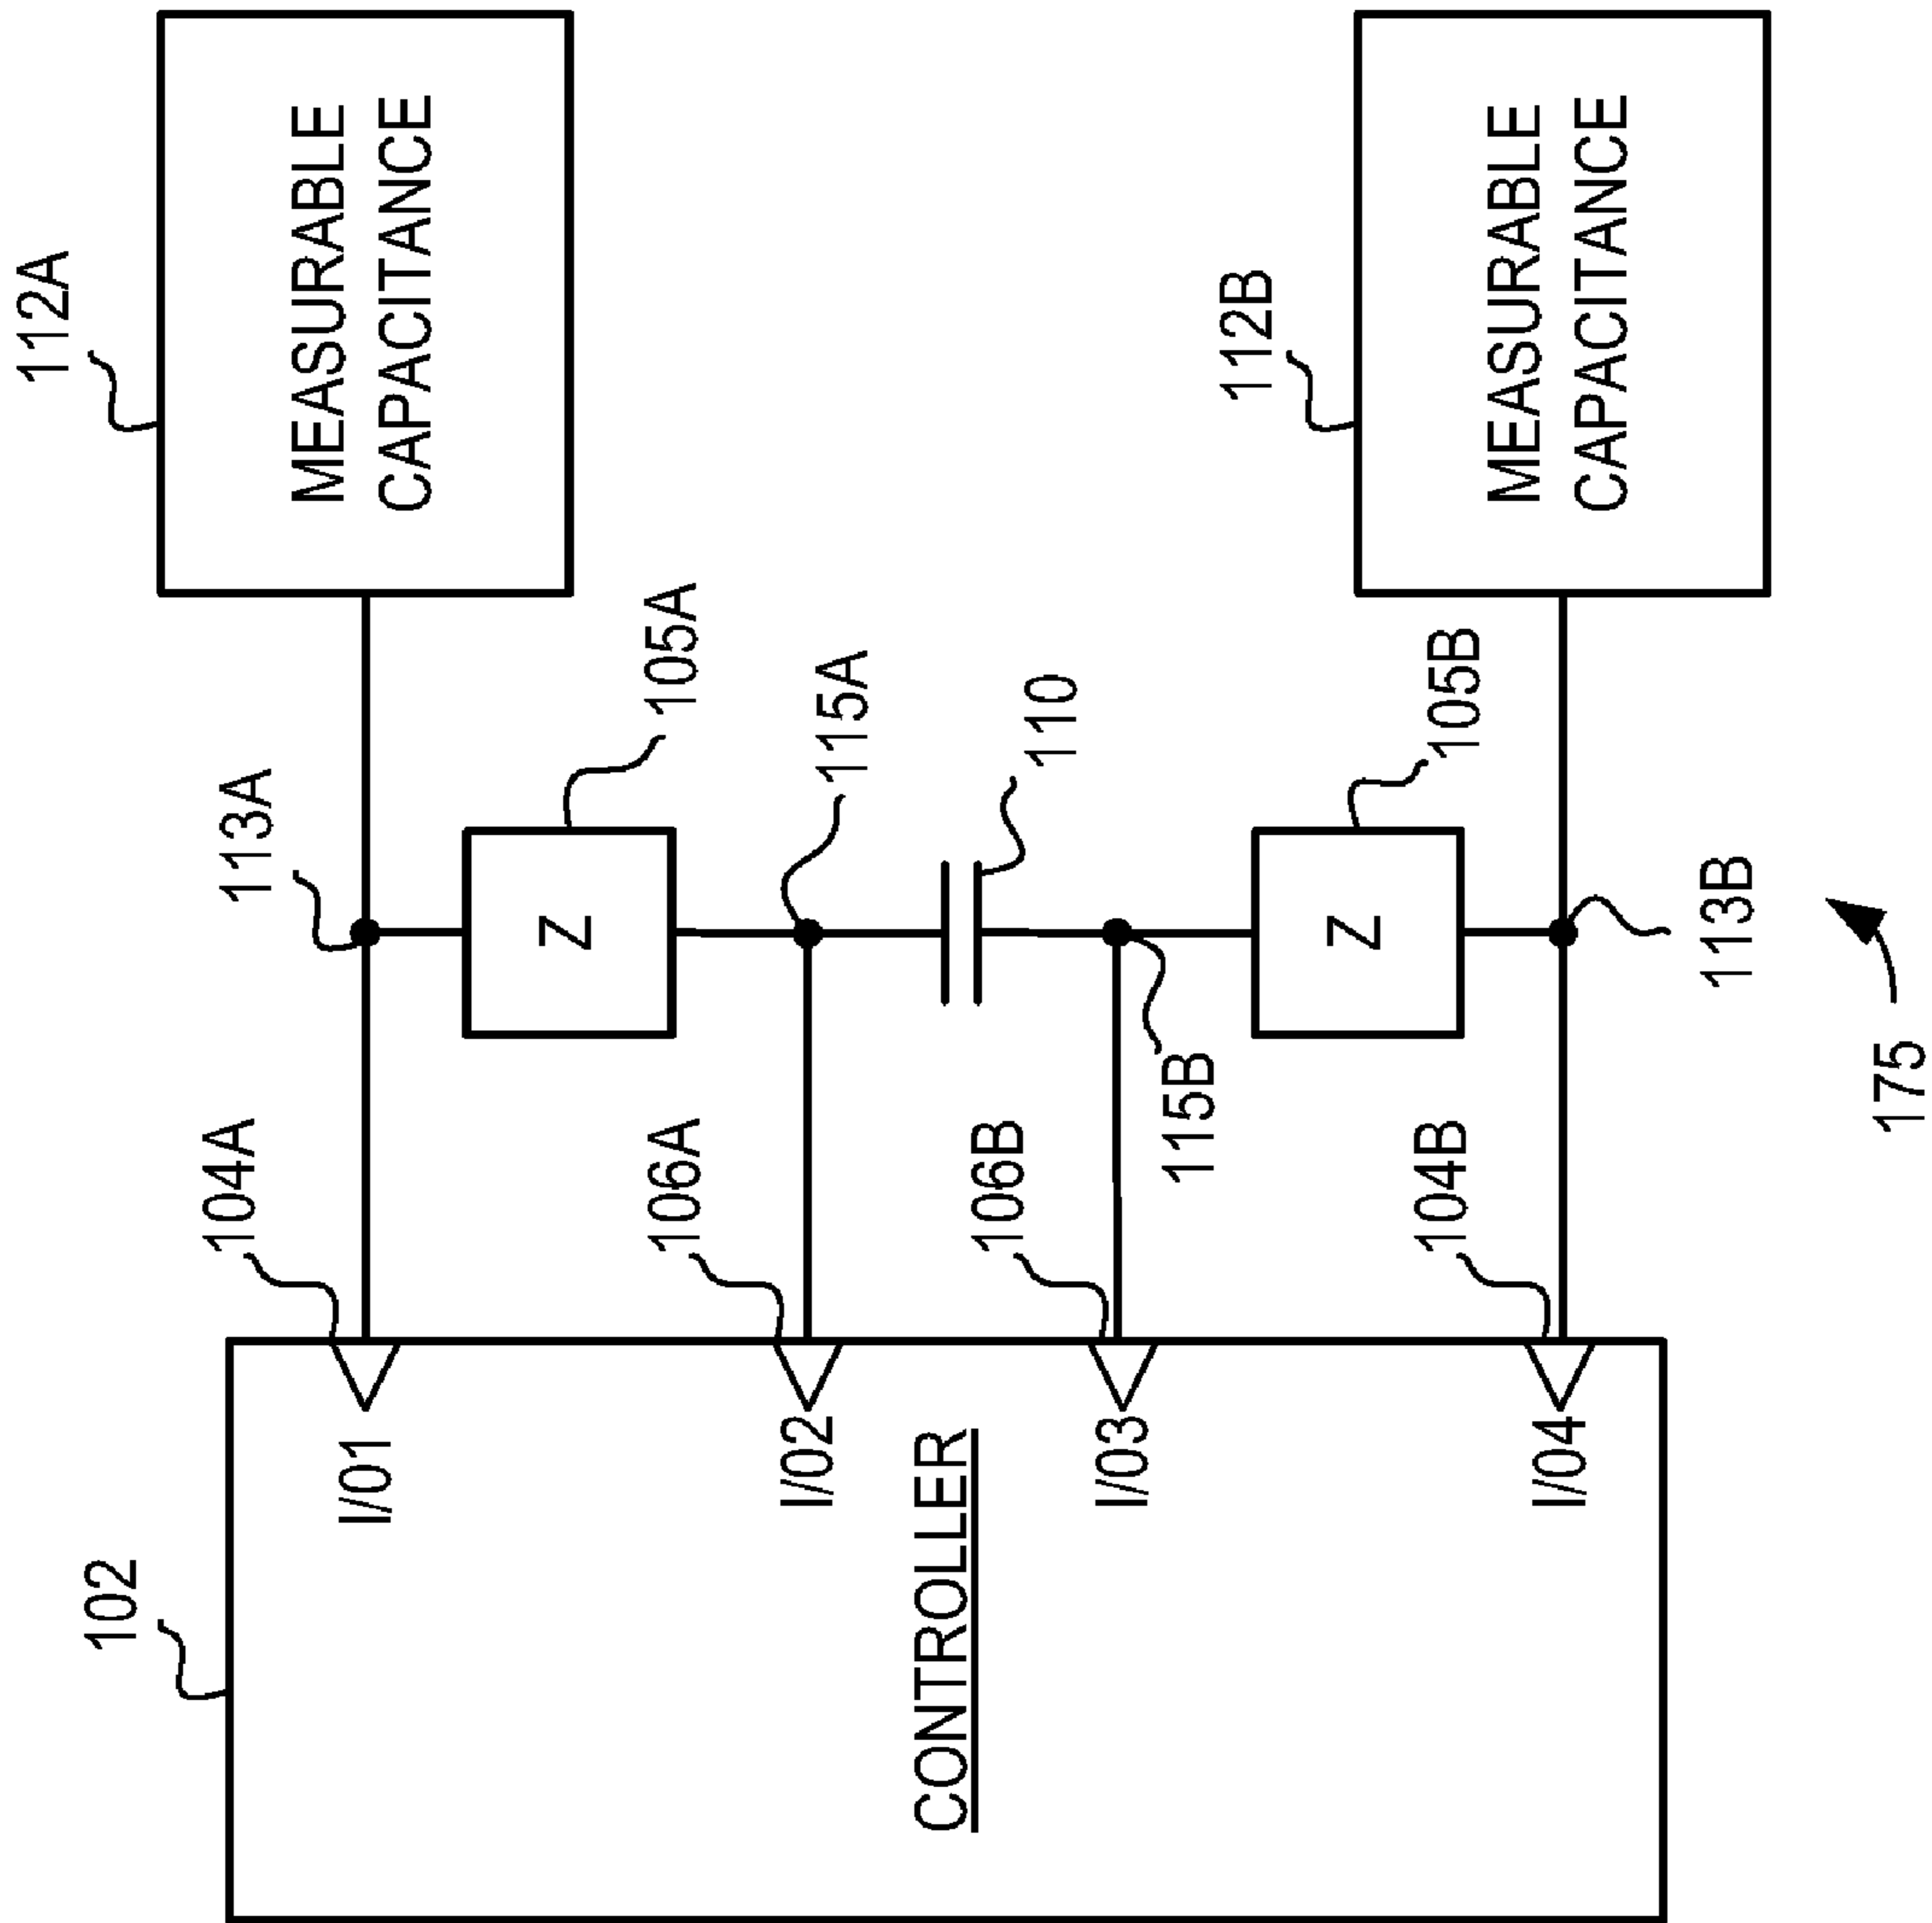 112A
MEASURABLE
CAPACITANCE
112B
MEASURABLE
CAPACITANCE
113A
105A
115A
110
105B
Z
Z
113B
104A
106A
106B
115B
104B
175
102
I/01
I/02
I/03
I/04
CONTROLLER